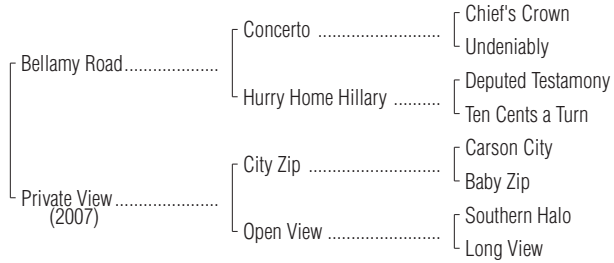 Chief's Crown
Concerto ..............................
Undeniably
Bellamy Road.......................
Deputed Testamony
Hurry Home Hillary ...........
Ten Cents a Turn
Carson City
City Zip ................................
Baby Zip
Private View .........................
(2007)
Southern Halo
Open View .............................
Long View